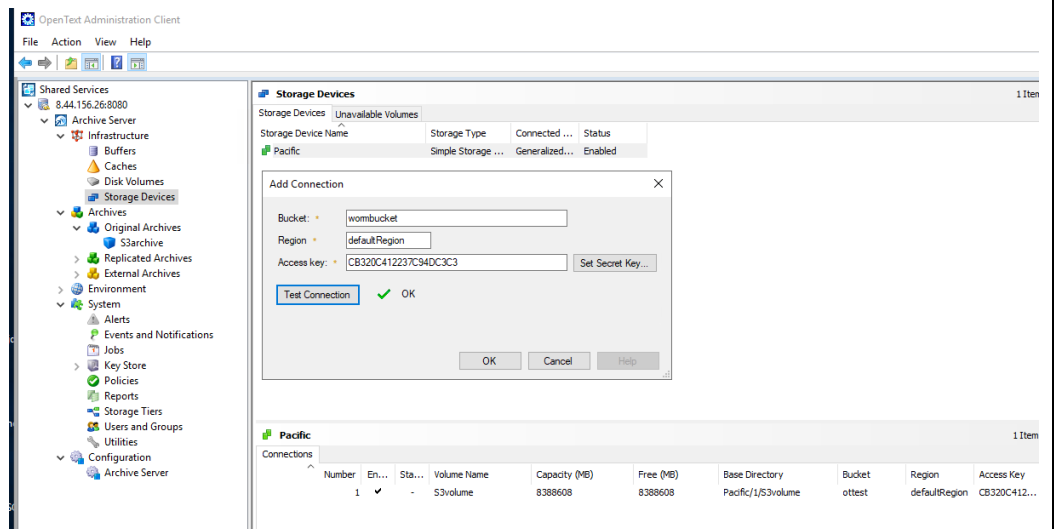 OpenText Administration Client
File Action View Help
Shared Services
8.44.156.26:8080
Archive Server
Infrastructure
Buffers
Caches
Disk Volumes
Storage Devices
Archives
Original Archives
S3archive
Replicated Archives
External Archives
Environment
System
Alerts
Events and Notifications
Jobs
Key Store
Policies
Reports
Storage Tiers
Users and Groups
Utilities
Configuration
Archive Server
Storage Devices 1 Item
Storage Devices Unavailable Volumes
Storage Device Name Storage Type Connected ... Status
Pacific Simple Storage ... Generalized... Enabled
Add Connection
Bucket: * wormbucket
Region * defaultRegion
Access key: * CB320C412237C94DC3C3 Set Secret Key...
Test Connection OK
OK Cancel Help
Pacific 1 Item
Connections
Number En... Sta... Volume Name Capacity (MB) Free (MB) Base Directory Bucket Region Access Key
1 - S3volume 8388608 8388608 Pacific/1/S3volume ottest defaultRegion CB320C412...